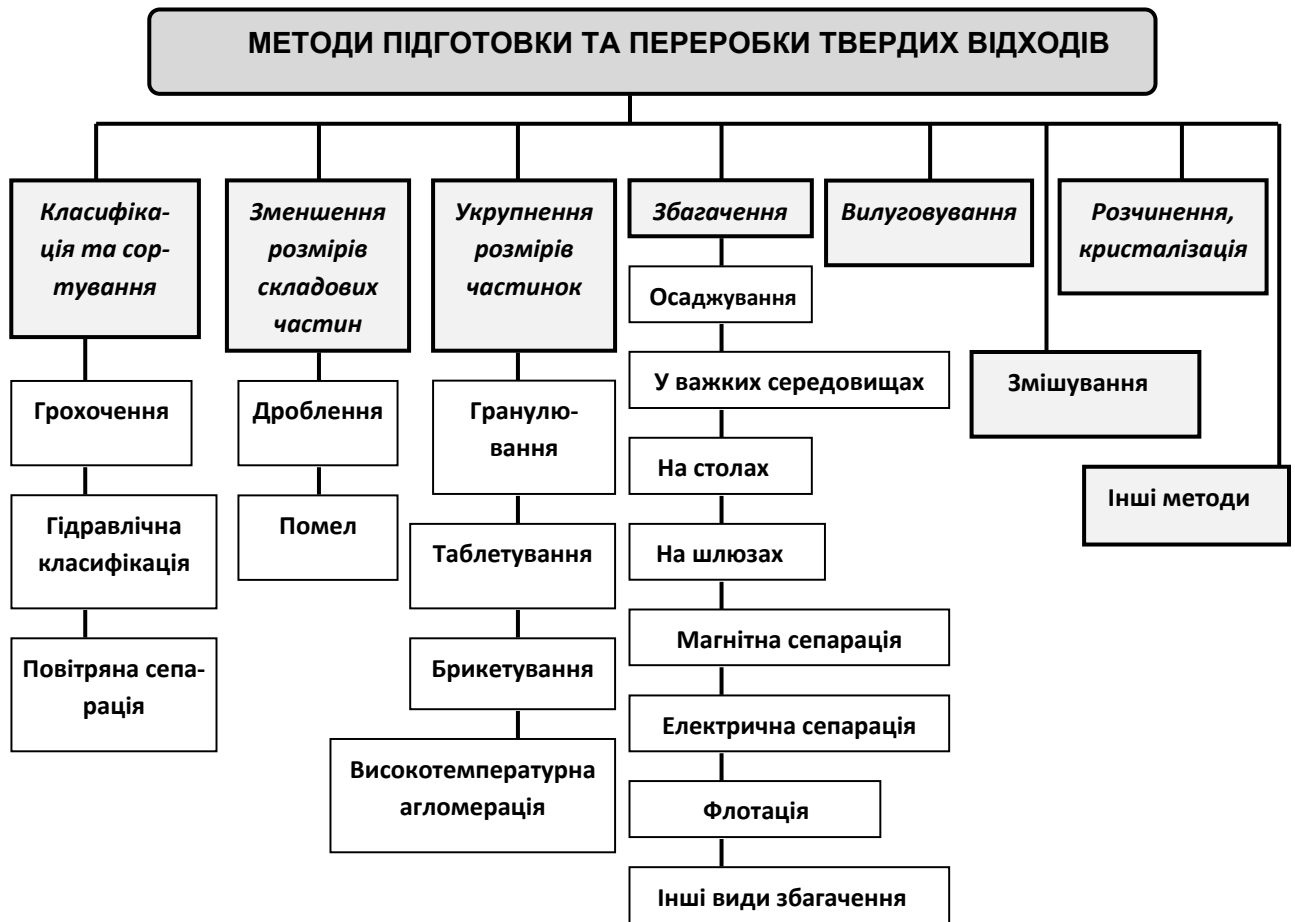 МЕТОДИ ПІДГОТОВКИ ТА ПЕРЕРОБКИ ТВЕРДИХ ВІДХОДІВ
Класифіка-
ція та сор-
тування
Грохочення
Гідравлічна
класифікація
Повітряна сепа-
рація
Зменшення
розмірів
складових
частин
Дроблення
Помел
Укрупнення
розмірів
частинок
Гранулю-
вання
Таблетування
Брикетування
Високотемпературна
агломерація
Збагачення
Осаджування
У важких середовищах
На столах
На шлюзах
Магнітна сепарація
Електрична сепарація
Флотація
Інші види збагачення
Вилуговування
Змішування
Розчинення,
кристалізація
Інші методи